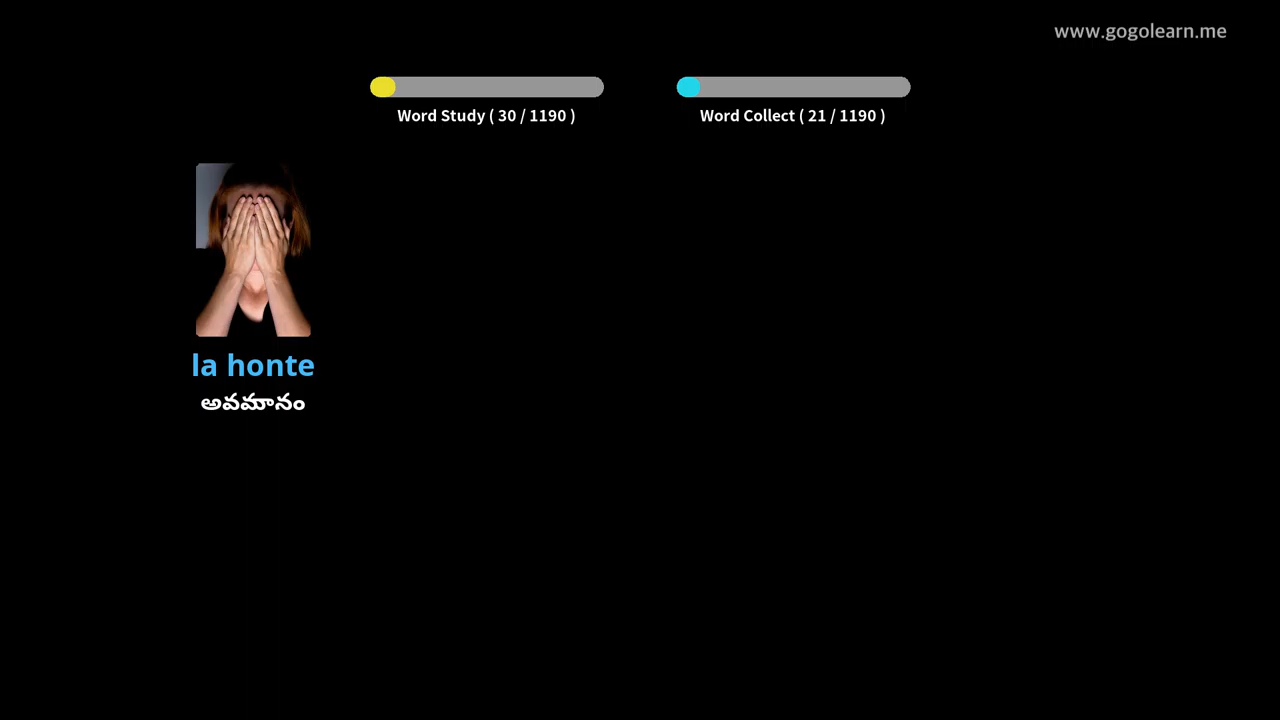 www.gogolearn.me
Word Study ( 30 / 1190 )
Word Collect ( 21 / 1190 )
la honte
అవమానం